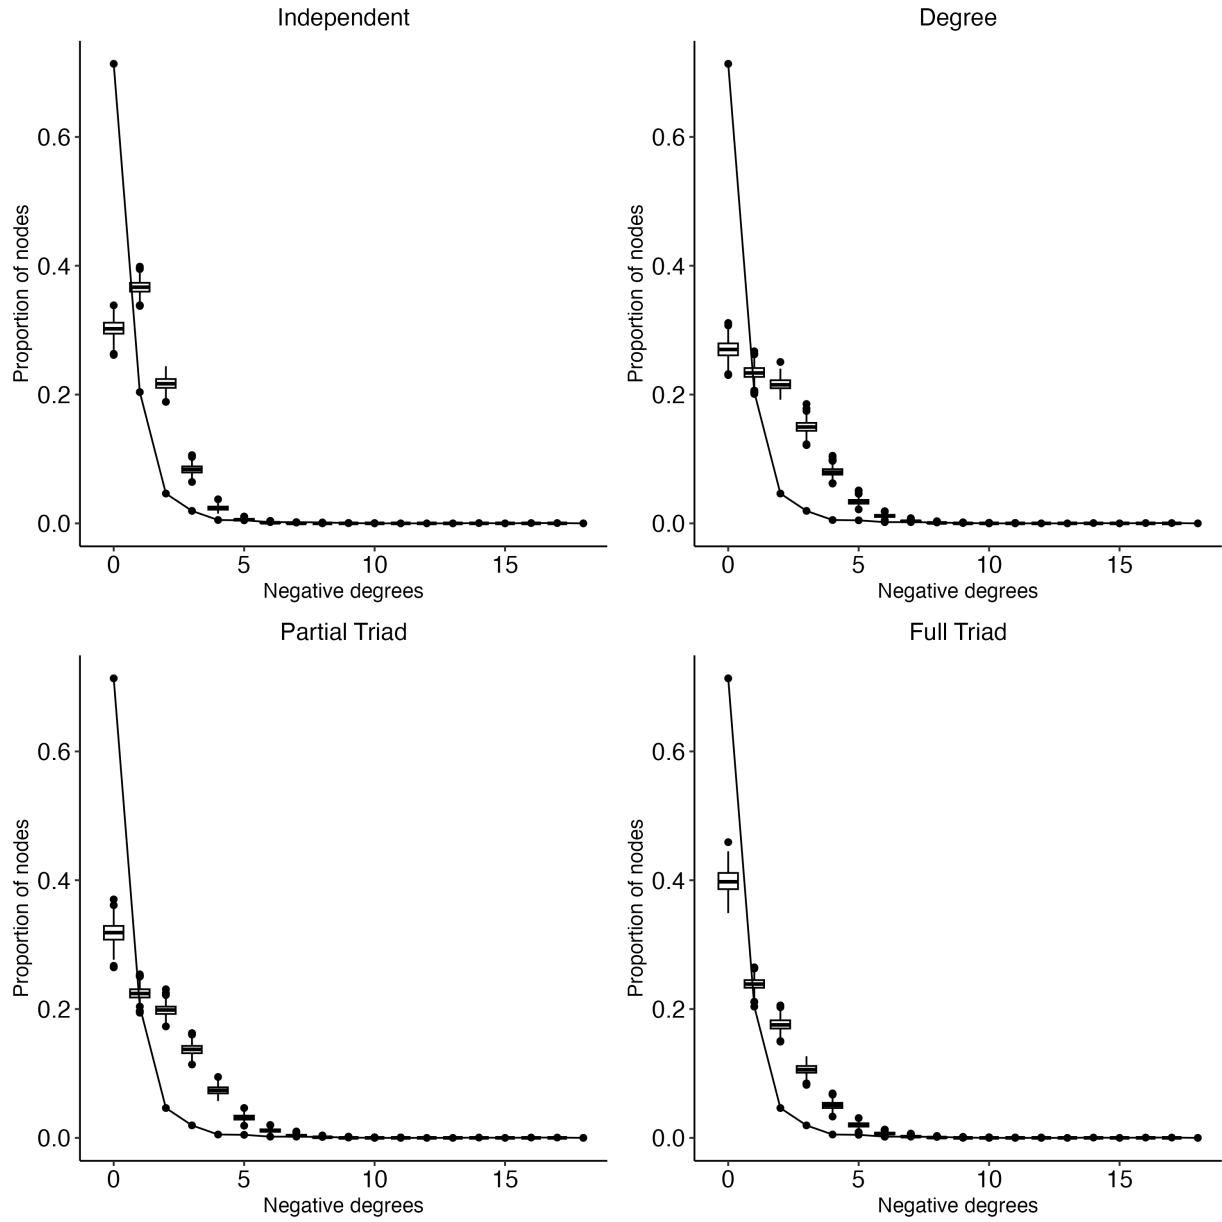 Independent
Proportion of nodes
0.6
0.4
0.2
0.0
0 5 10 15
Negative degrees
Degree
Proportion of nodes
0.6
0.4
0.2
0.0
0 5 10 15
Negative degrees
Partial Triad
Proportion of nodes
0.6
0.4
0.2
0.0
0 5 10 15
Negative degrees
Full Triad
Proportion of nodes
0.6
0.4
0.2
0.0
0 5 10 15
Negative degrees